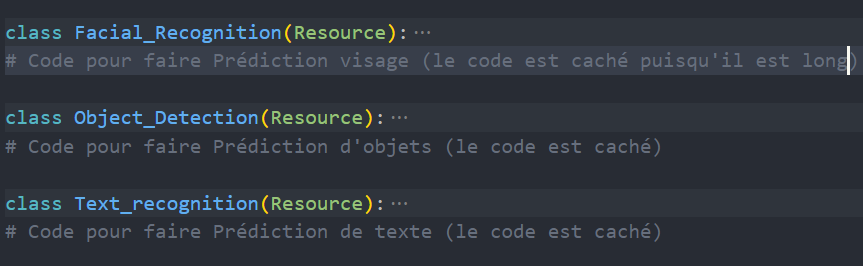 class Facial_Recognition(Resource):···
# Code pour faire Prédiction visage (le code est caché puisqu'il est long)
class Object_Detection(Resource):···
# Code pour faire Prédiction d'objets (le code est caché)
class Text_recognition(Resource):···
# Code pour faire Prédiction de texte (le code est caché)